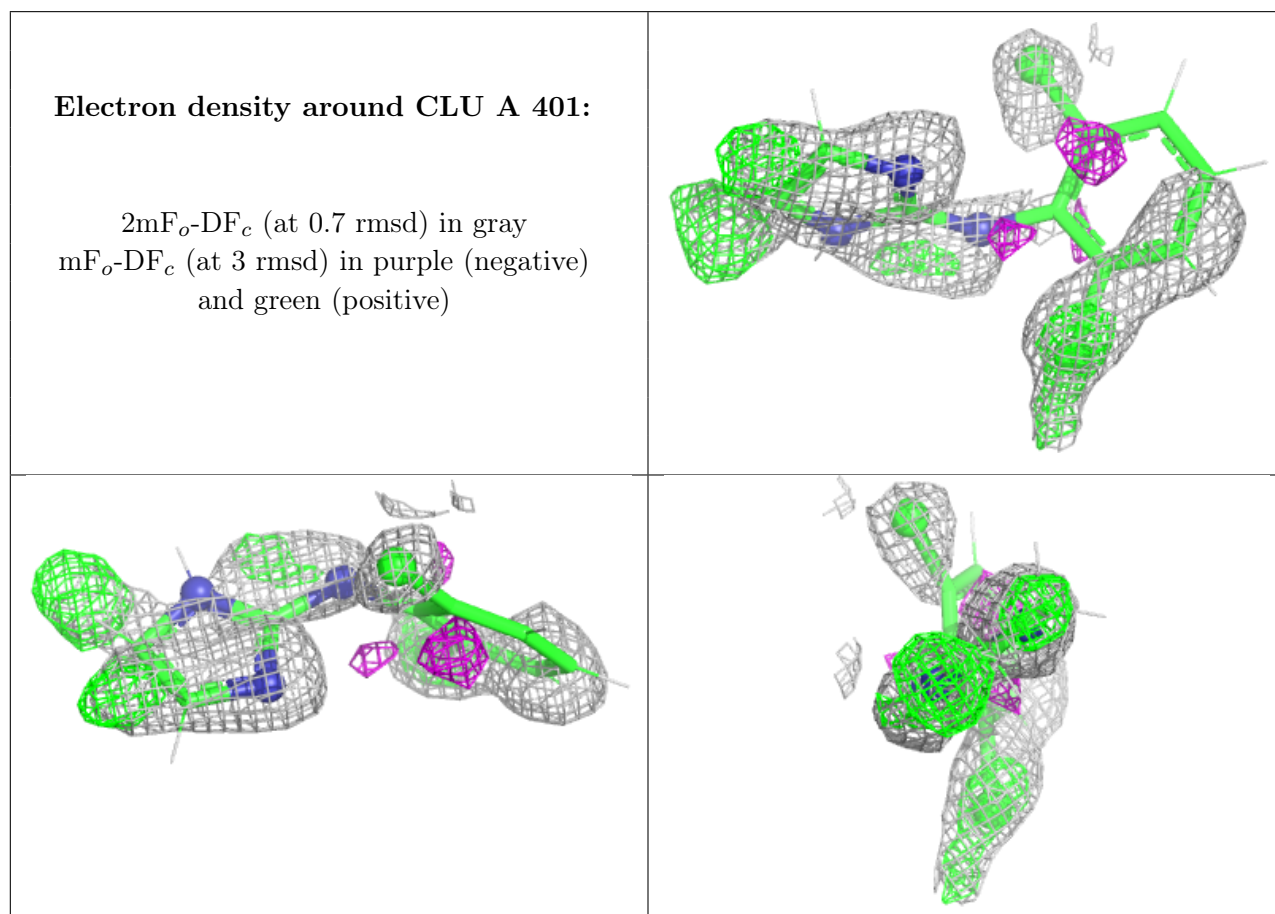 Electron density around CLU A 401:
2mFo-DFc (at 0.7 rmsd) in gray
mFo-DFc (at 3 rmsd) in purple (negative)
and green (positive)